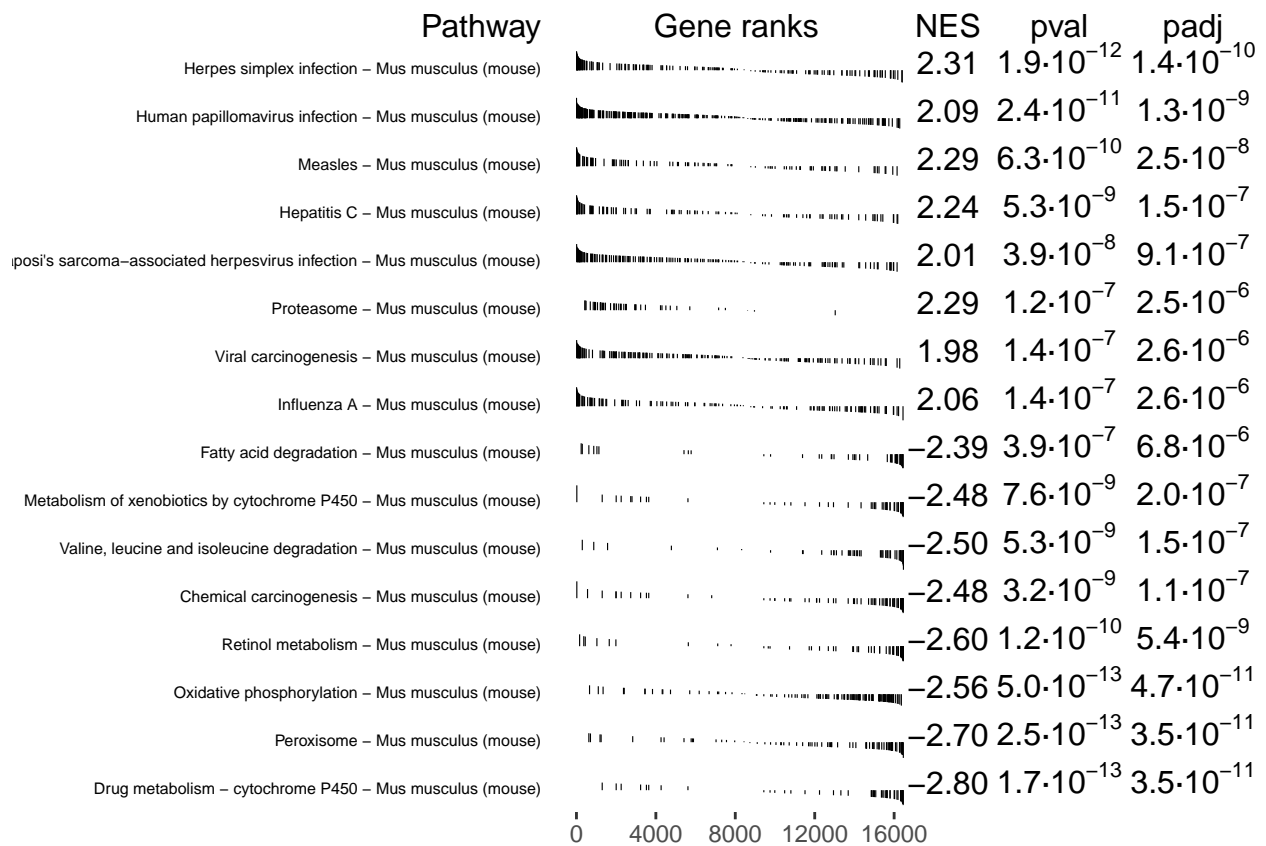 Pathway Gene ranks NES pval padj
Herpes simplex infection − Mus musculus (mouse) 2.31 1.9·10⁻¹² 1.4·10⁻¹⁰
Human papillomavirus infection − Mus musculus (mouse) 2.09 2.4·10⁻¹¹ 1.3·10⁻⁹
Measles − Mus musculus (mouse) 2.29 6.3·10⁻¹⁰ 2.5·10⁻⁸
Hepatitis C − Mus musculus (mouse) 2.24 5.3·10⁻⁹ 1.5·10⁻⁷
posi's sarcoma−associated herpesvirus infection − Mus musculus (mouse) 2.01 3.9·10⁻⁸ 9.1·10⁻⁷
Proteasome − Mus musculus (mouse) 2.29 1.2·10⁻⁷ 2.5·10⁻⁶
Viral carcinogenesis − Mus musculus (mouse) 1.98 1.4·10⁻⁷ 2.6·10⁻⁶
Influenza A − Mus musculus (mouse) 2.06 1.4·10⁻⁷ 2.6·10⁻⁶
Fatty acid degradation − Mus musculus (mouse) −2.39 3.9·10⁻⁷ 6.8·10⁻⁶
Metabolism of xenobiotics by cytochrome P450 − Mus musculus (mouse) −2.48 7.6·10⁻⁹ 2.0·10⁻⁷
Valine, leucine and isoleucine degradation − Mus musculus (mouse) −2.50 5.3·10⁻⁹ 1.5·10⁻⁷
Chemical carcinogenesis − Mus musculus (mouse) −2.48 3.2·10⁻⁹ 1.1·10⁻⁷
Retinol metabolism − Mus musculus (mouse) −2.60 1.2·10⁻¹⁰ 5.4·10⁻⁹
Oxidative phosphorylation − Mus musculus (mouse) −2.56 5.0·10⁻¹³ 4.7·10⁻¹¹
Peroxisome − Mus musculus (mouse) −2.70 2.5·10⁻¹³ 3.5·10⁻¹¹
Drug metabolism − cytochrome P450 − Mus musculus (mouse) −2.80 1.7·10⁻¹³ 3.5·10⁻¹¹
0 4000 8000 12000 16000